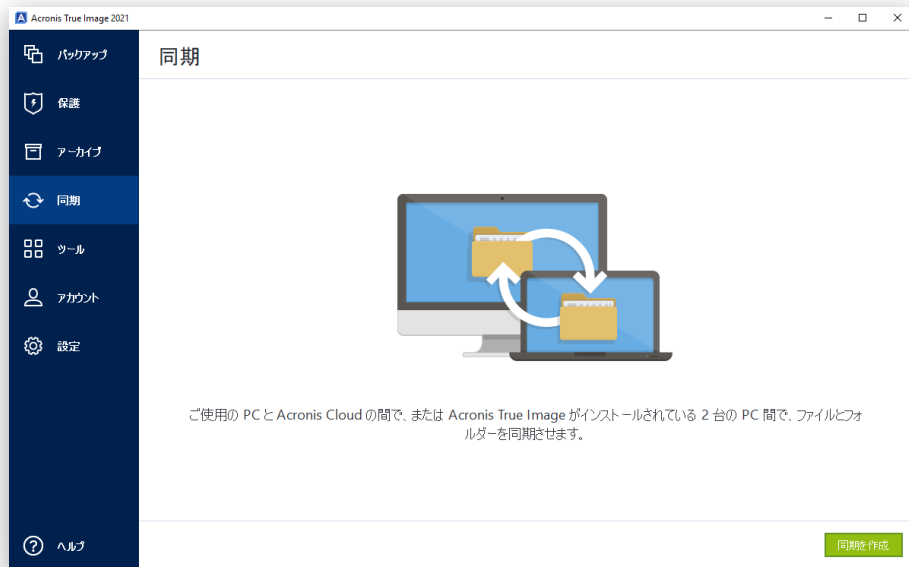 Acronis True Image 2021
バックアップ
同期
保護
アーカイブ
同期
ツール
アカウント
設定
ご使用の PC と Acronis Cloud の間で、または Acronis True Image がインストールされている 2 台の PC 間で、ファイルとフォ
ルダーを同期させます。
ヘルプ
同期を作成